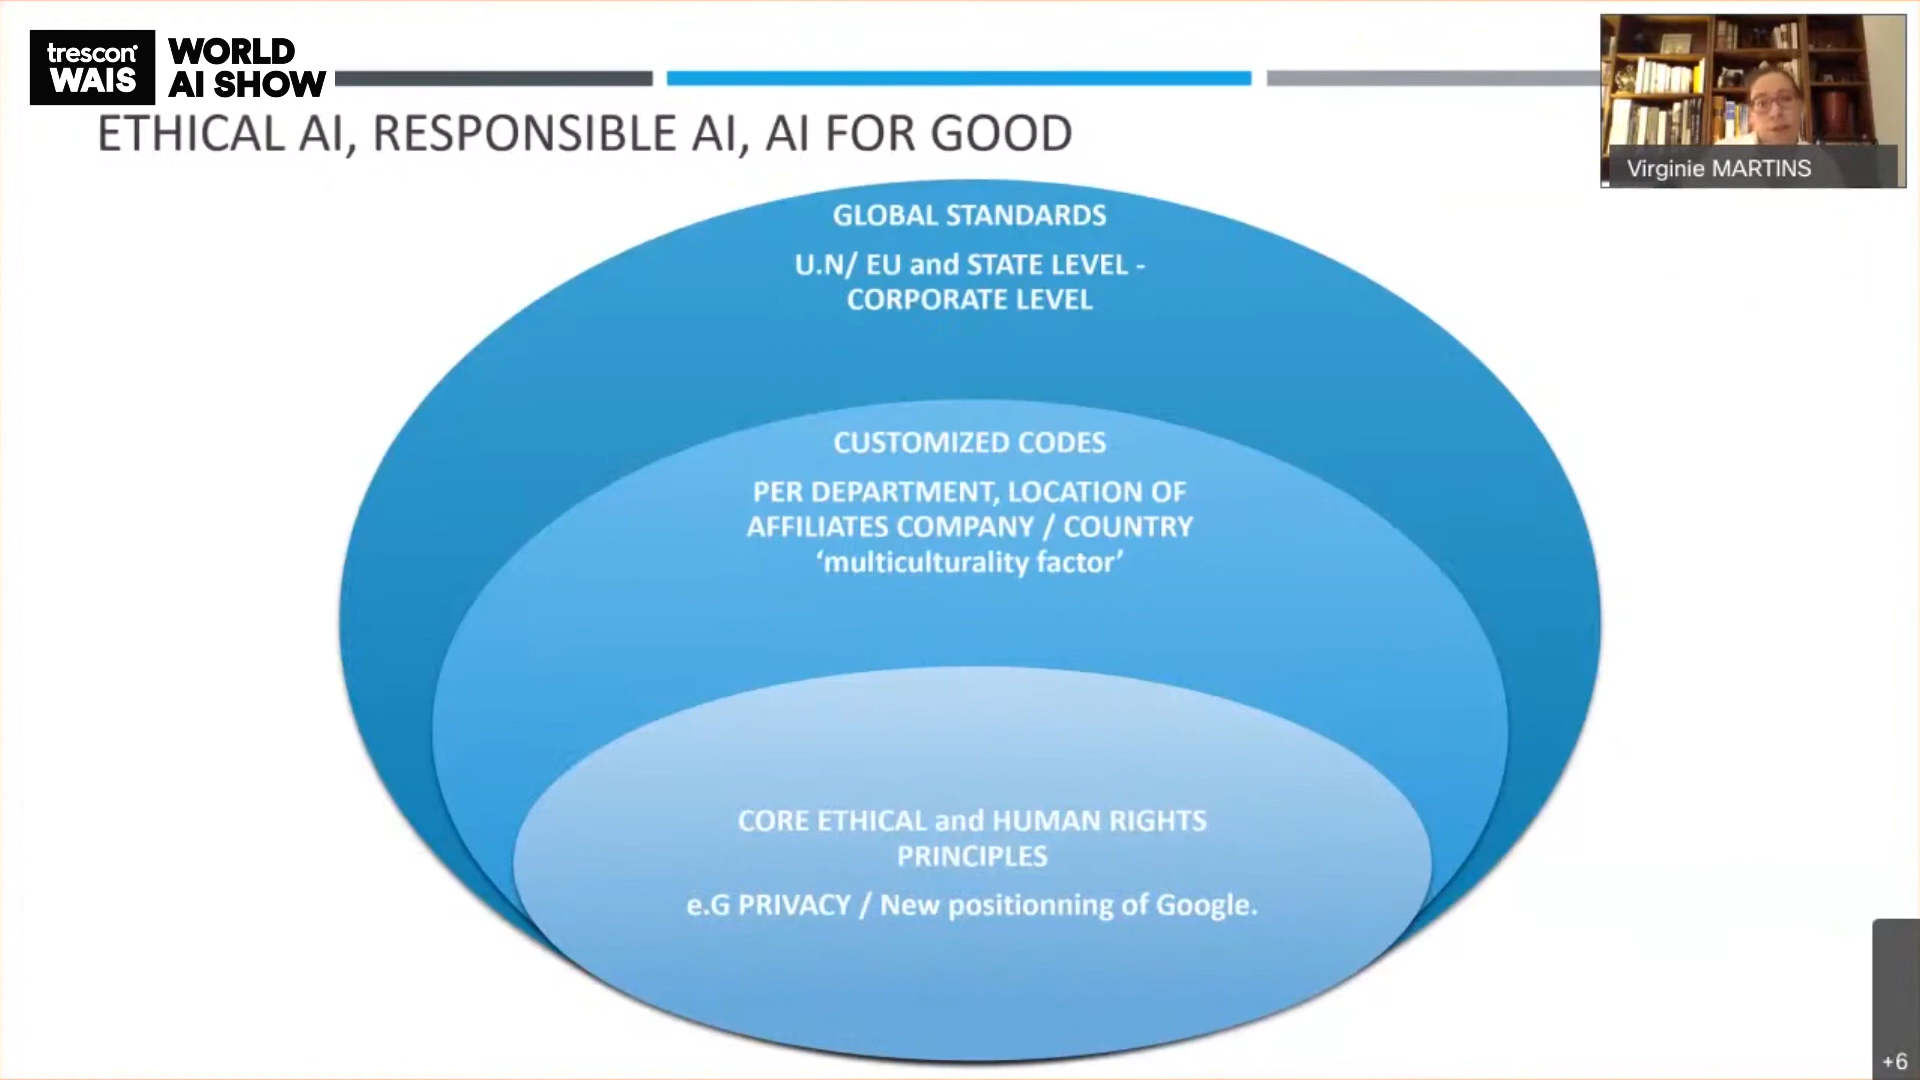 trescon
WAIS
WORLD
AI SHOW
ETHICAL AI, RESPONSIBLE AI, AI FOR GOOD
Virginie MARTINS
GLOBAL STANDARDS
U.N/ EU and STATE LEVEL -
CORPORATE LEVEL
CUSTOMIZED CODES
PER DEPARTMENT, LOCATION OF
AFFILIATES COMPANY / COUNTRY
‘multiculturality factor’
CORE ETHICAL and HUMAN RIGHTS
PRINCIPLES
e.G PRIVACY / New positionning of Google.
+6